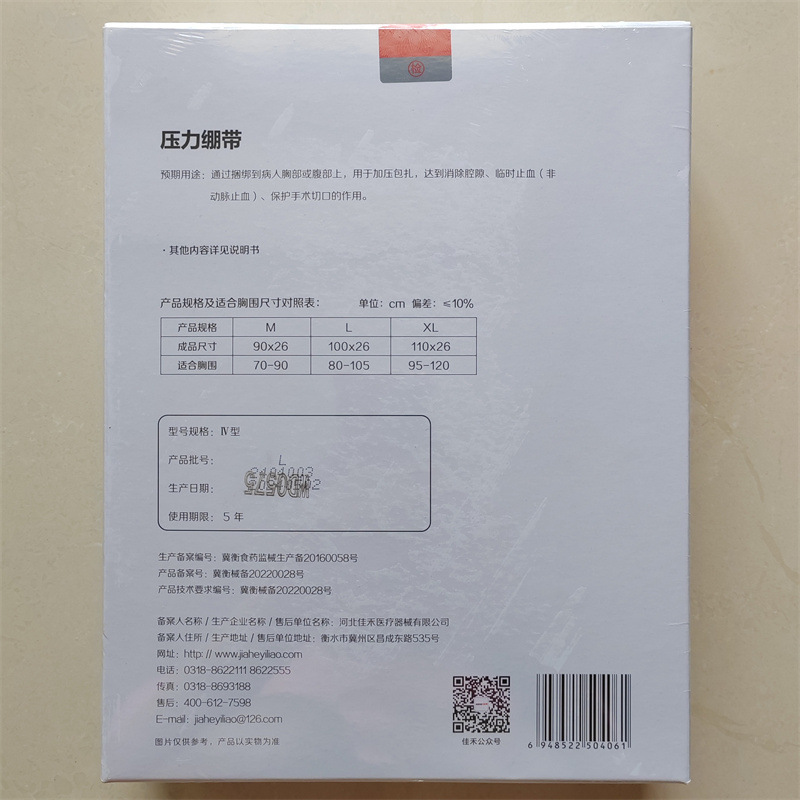 检
压力绷带
预期用途：通过捆绑到病人胸部或腹部上，用于加压包扎，达到消除腔隙、临时止血（非
动脉止血）、保护手术切口的作用。
·其他内容详见说明书
产品规格及适合胸围尺寸对照表： 单位：cm 偏差：≤10%
产品规格 M L XL
成品尺寸 90x26 100x26 110x26
适合胸围 70-90 80-105 95-120
型号规格：Ⅳ型
产品批号： L
生产日期：
使用期限：5 年
生产备案编号：冀衡食药监械生产备20160058号
产品备案号：冀衡械备20220028号
产品技术要求编号：冀衡械备20220028号
备案人名称 / 生产企业名称 / 售后单位名称：河北佳禾医疗器械有限公司
备案人住所 / 生产地址 / 售后单位地址：衡水市冀州区昌成东路535号
网址：http:// www.jiaheyiliao.com
电话：0318-8622111 8622555
传真：0318-8693188
售后：400-612-7598
E-mail：jiaheyiliao@126.com
图片仅供参考，产品以实物为准
佳禾公众号
6 948522 504061